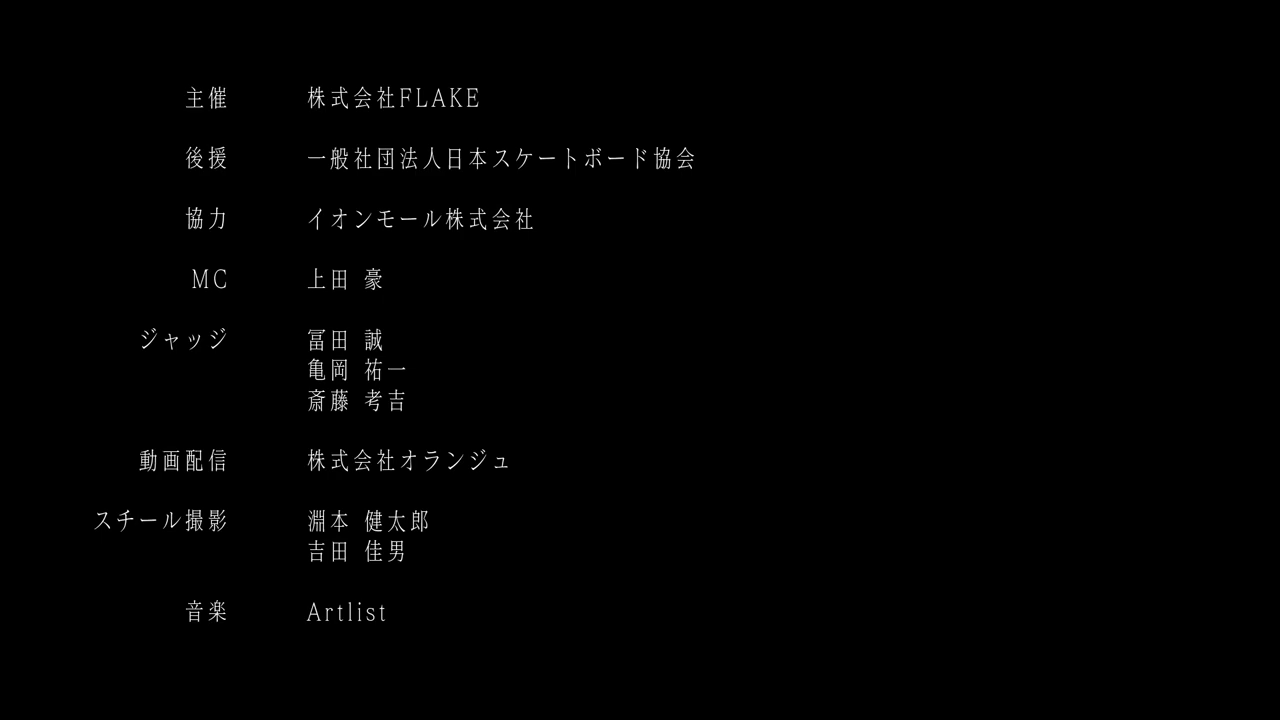 主催 株式会社FLAKE
後援 一般社団法人日本スケートボード協会
協力 イオンモール株式会社
MC 上田 豪
ジャッジ 冨田 誠
亀岡 祐一
斎藤 考吉
動画配信 株式会社オランジュ
スチール撮影 淵本 健太郎
吉田 佳男
音楽 Artlist